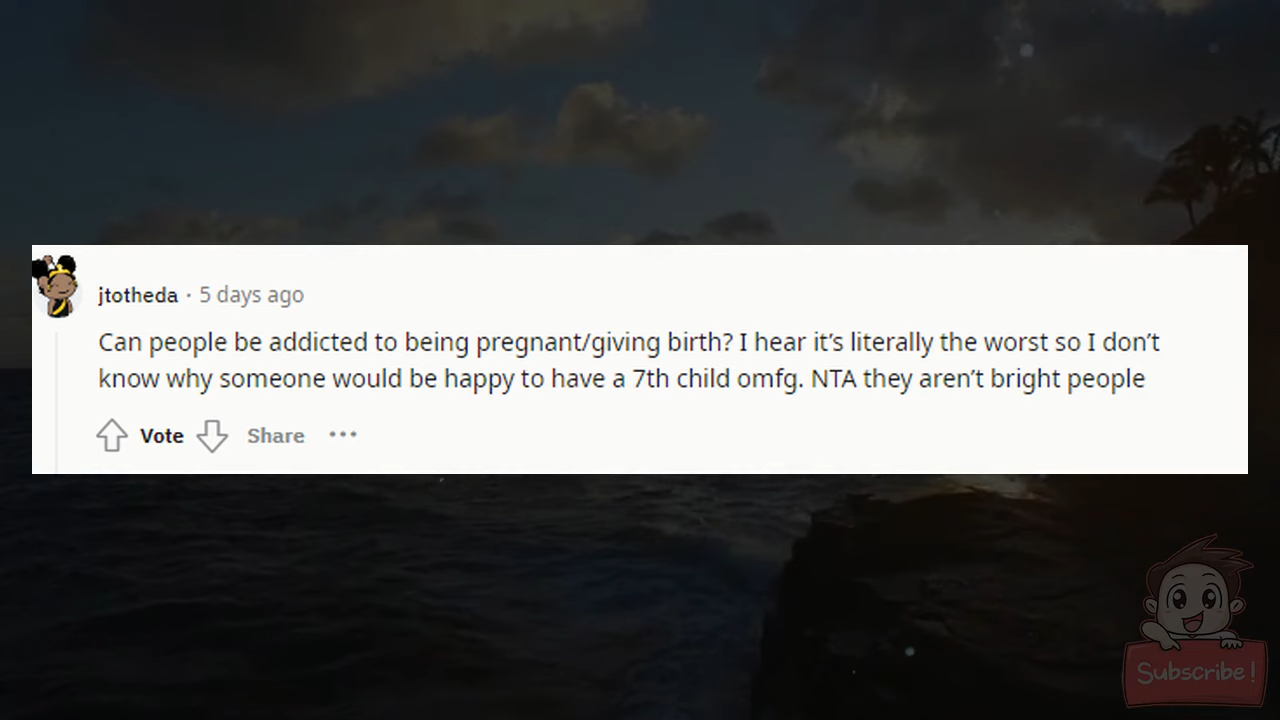 jtotheda · 5 days ago
Can people be addicted to being pregnant/giving birth? I hear it’s literally the worst so I don’t
know why someone would be happy to have a 7th child omfg. NTA they aren’t bright people
Vote Share •••
Subscribe!